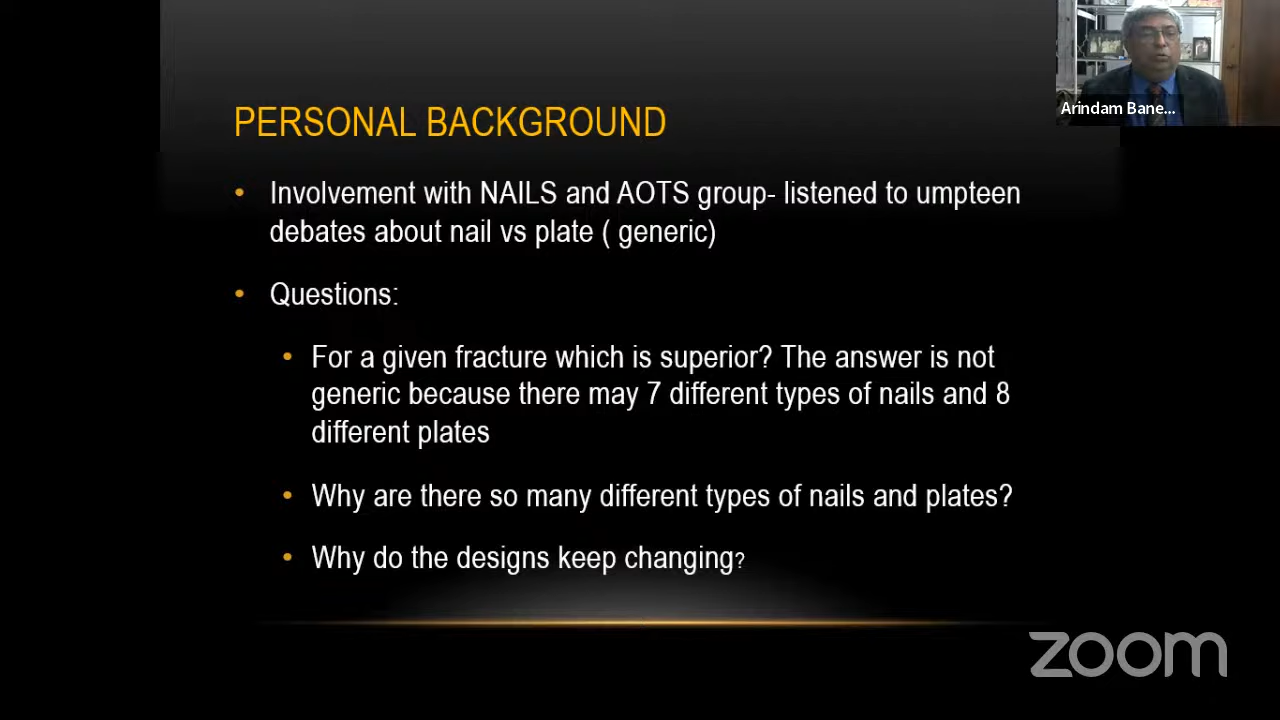 Arindam Bane...
PERSONAL BACKGROUND
• Involvement with NAILS and AOTS group- listened to umpteen
debates about nail vs plate ( generic)
• Questions:
• For a given fracture which is superior? The answer is not
generic because there may 7 different types of nails and 8
different plates
• Why are there so many different types of nails and plates?
• Why do the designs keep changing?
zoom